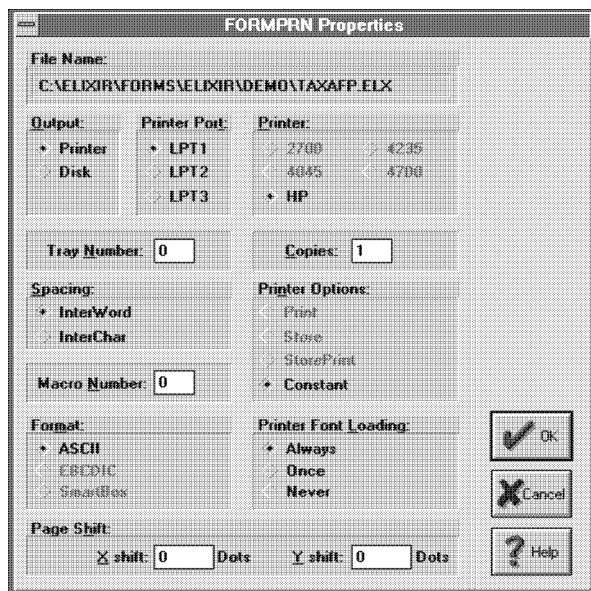 FORMPRN Properties
File Name:
C:\ELIXIR\FORMS\ELIXIR\DEMO\TAXAFP.ELX
Output: Printer Port: Printer:
Printer LPT1 2700 4235
Disk LPT2 4045 4700
LPT3 HP
Tray Number: 0 Copies: 1
Spacing: Printer Options:
InterWord Print
InterChar Store
StorePrint
Macro Number: 0 Constant
Format: Printer Font Loading:
ASCII Always
EBCDIC Once
SmartBox Never
OK
Cancel
Page Shift:
X shift: 0 Dots Y shift: 0 Dots
Help